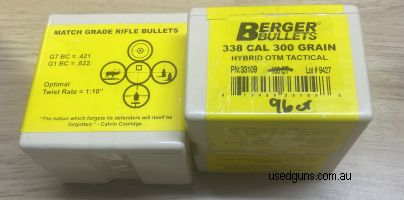 MATCH GRADE RIFLE BULLETS
G7 BC = .421
G1 BC = .822
Optimal
Twist Rate = 1:10"
"The nation which forgets its defenders will itself be
forgotten." - Calvin Coolidge
BERGER
BULLETS
338 CAL 300 GRAIN
HYBRID OTM TACTICAL
PN:33109
100 CT
Lot # 9427
96 ct
usedguns.com.au